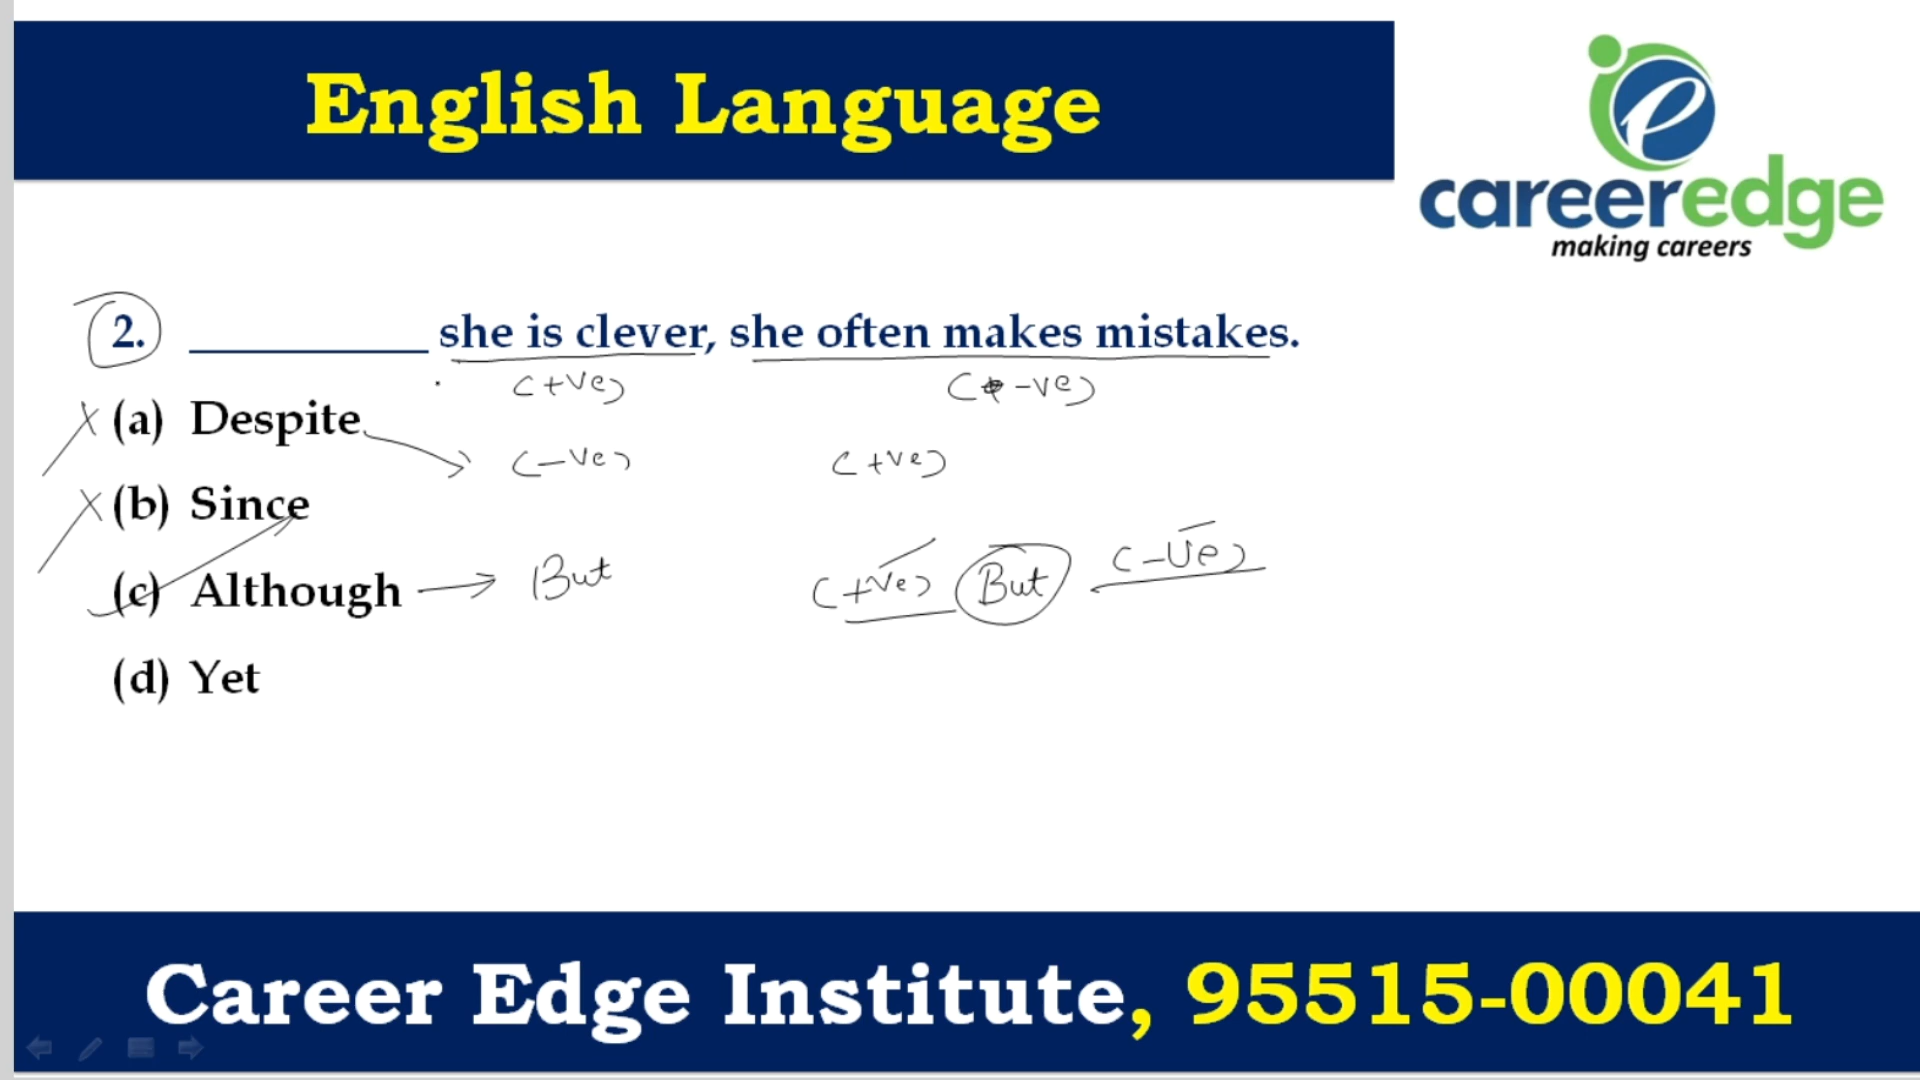 English Language
careeredge
making careers
2. __________ she is clever, she often makes mistakes.
(+ve) (-ve)
(a) Despite
(-ve) (+ve)
(b) Since
(c) Although → But (+ve) But (-ve)
(d) Yet
Career Edge Institute, 95515-00041